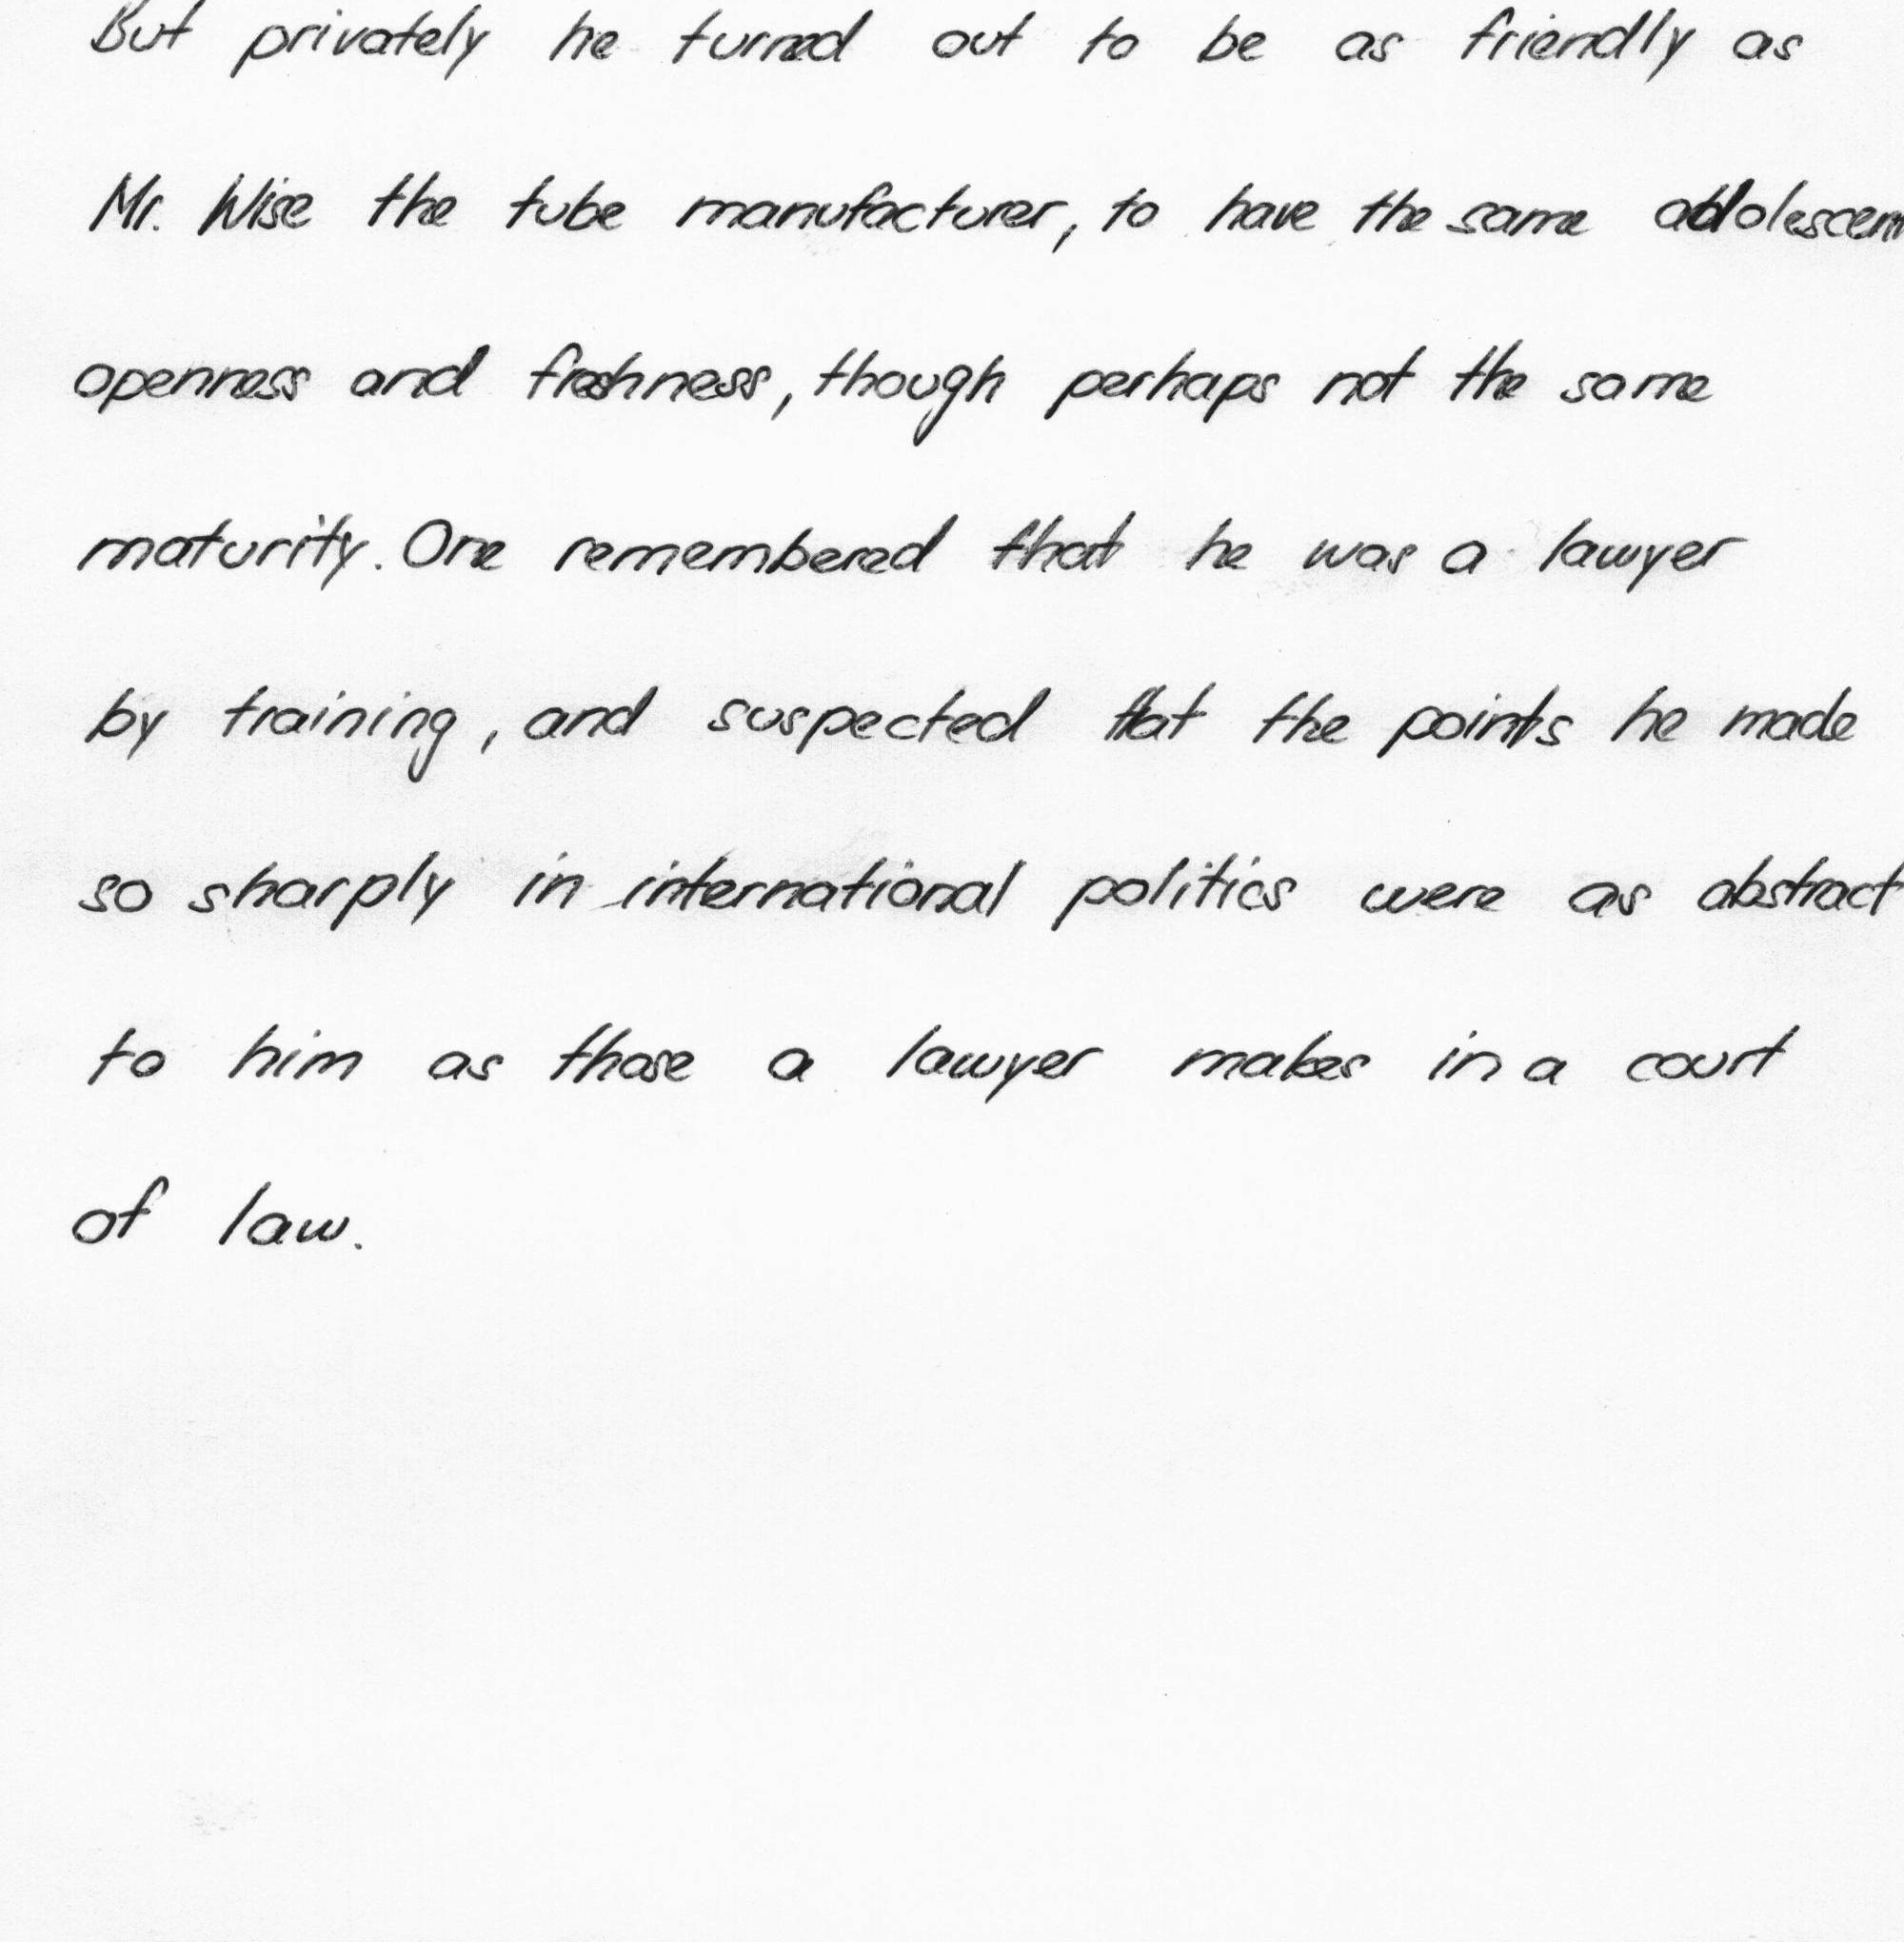 But privately he turned out to be as friendly as
Mr. Wise the tube manufacturer, to have the same adolescent
openness and freshness, though perhaps not the same
maturity. One remembered that he was a lawyer
by training, and suspected that the points he made
so sharply in international politics were as abstract
to him as those a lawyer makes in a court
of law.